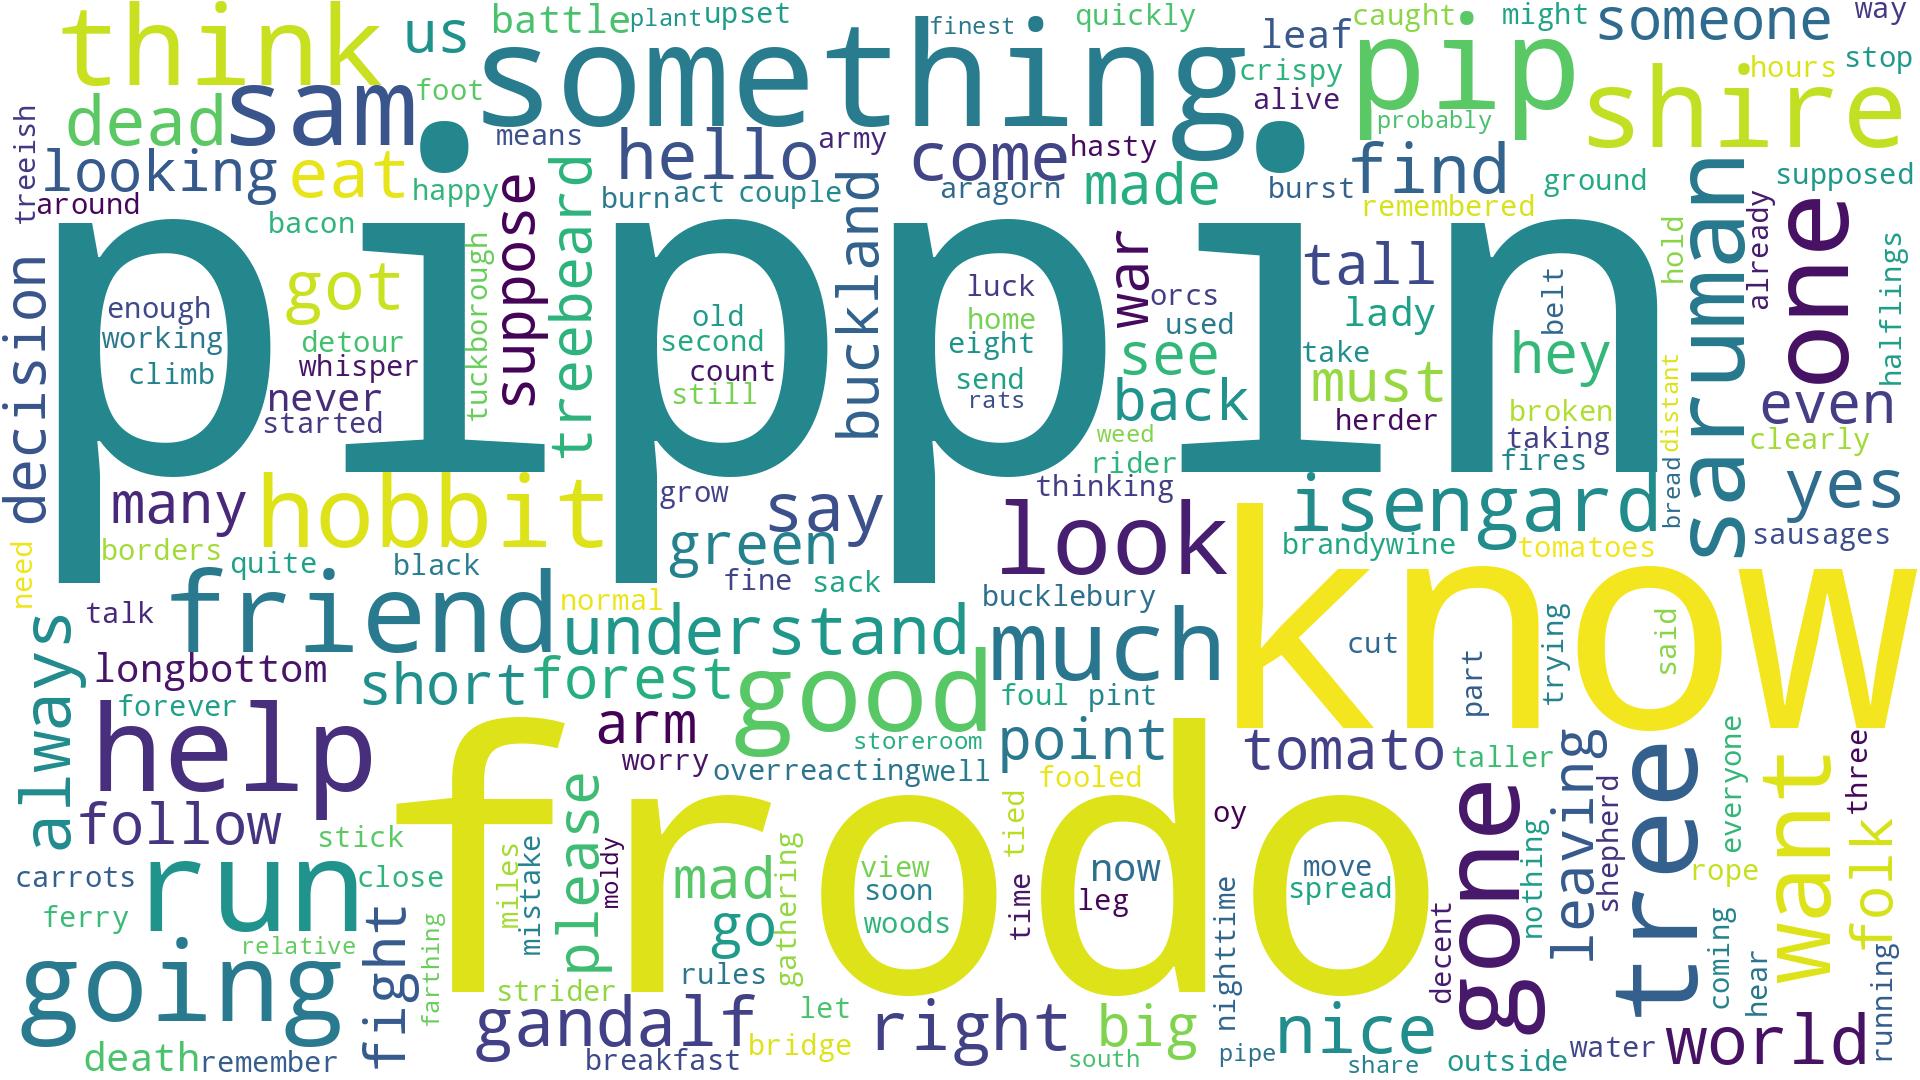 think
us
battle
plant
upset
something
finest
quickly
leaf
caught
might
someone
way
dead
sam
foot
crispy
pip
hours
stop
shire
treeish
looking
eat
means
hello
army
come
hasty
alive
probably
find
around
happy
treebeard
suppose
burn
act
couple
buckland
aragorn
made
burst
ground
supposed
bacon
remembered
pippin
decision
enough
working
climb
got
detour
whisper
never
started
tuckborough
old
second
count
still
luck
home
eight
send
rats
war
orcs
used
see
back
weed
rider
thinking
tall
lady
take
must
herder
belt
hey
broken
taking
fires
hold
distant
bread
saruman
already
one
halflings
even
clearly
yes
sausages
many
hobbit
borders
quite
black
need
grow
say
green
fine
sack
look
isengard
brandywine
tomatoes
know
talk
friend
normal
understand
bucklebury
much
cut
part
trying
said
always
longbottom
forever
short
forest
good
foul
pint
help
arm
worry
storeroom
overreacting
well
point
fooled
tomato
taller
follow
stick
frodo
please
moldy
mad
gathering
view
soon
woods
tied
time
now
leg
oy
move
spread
gone
nothing
leaving
shepherd
tree
everyone
want
three
rope
folk
carrots
run
close
ferry
relative
miles
mistake
go
rules
nighttime
decent
coming
hear
running
going
fight
farthing
strider
gandalf
let
right
big
nice
world
death
remember
breakfast
bridge
south
pipe
share
outside
water